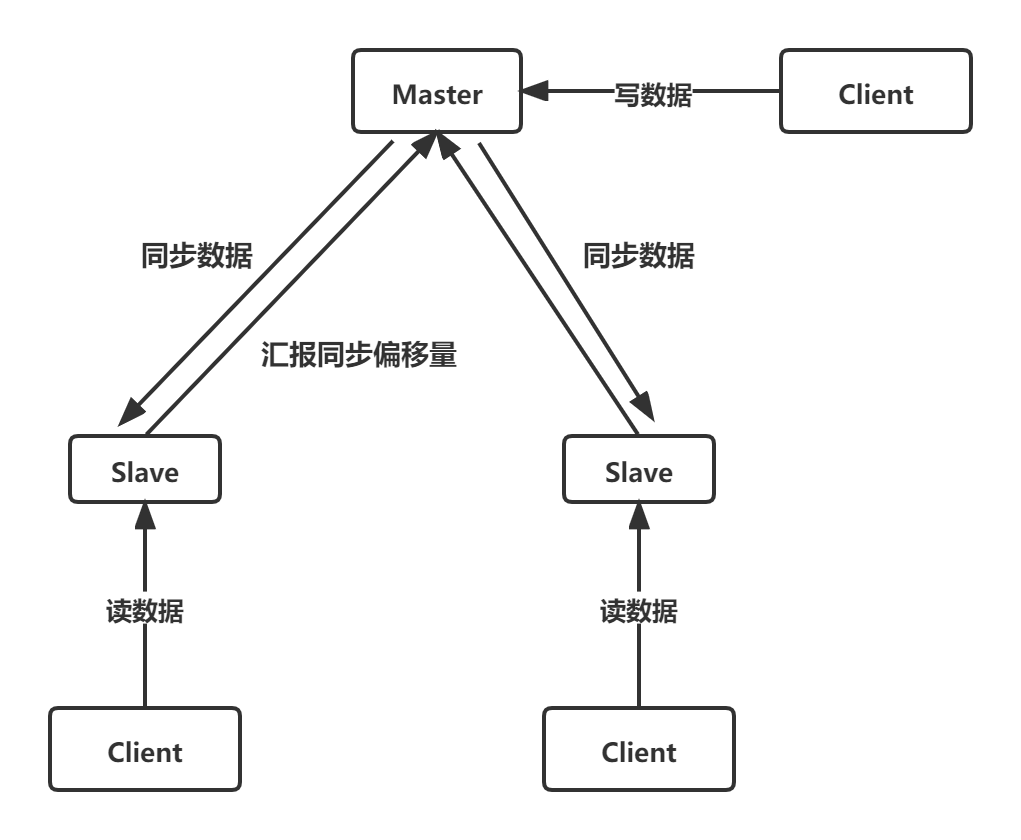 Master
写数据
Client
同步数据
同步数据
汇报同步偏移量
Slave
Slave
读数据
读数据
Client
Client